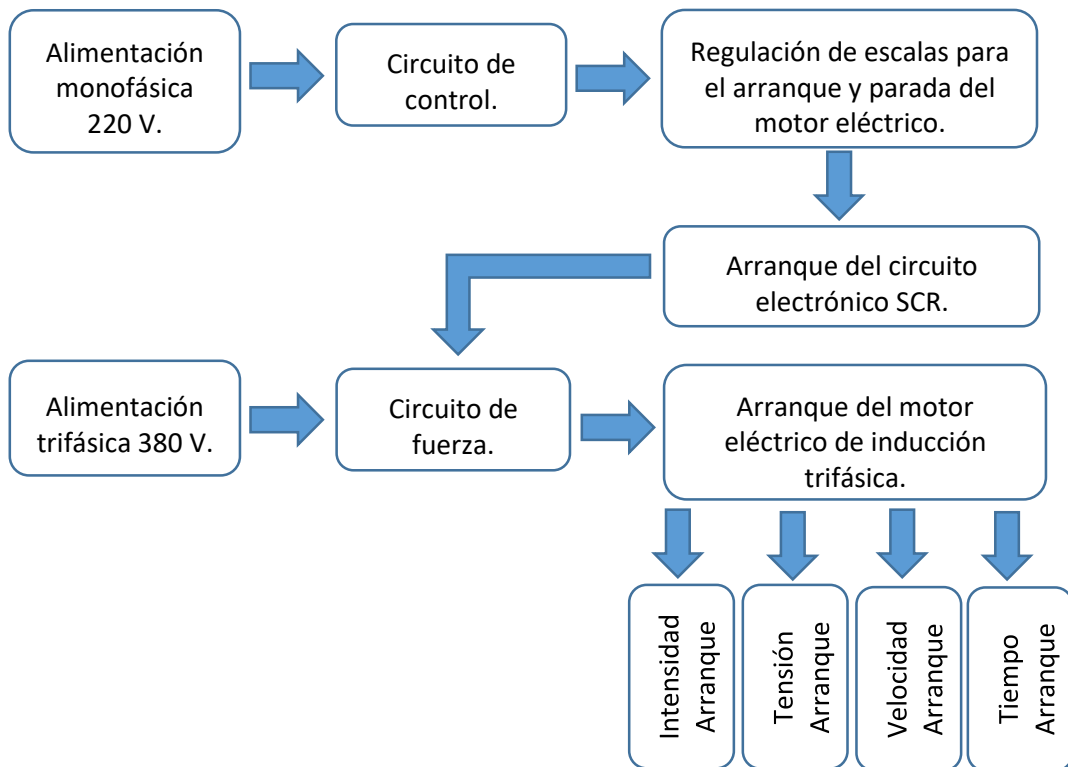 Alimentación
monofásica
220 V.
Circuito de
control.
Regulación de escalas para
el arranque y parada del
motor eléctrico.
Arranque del circuito
electrónico SCR.
Alimentación
trifásica 380 V.
Circuito de
fuerza.
Arranque del motor
eléctrico de inducción
trifásica.
Intensidad
Arranque
Tensión
Arranque
Velocidad
Arranque
Tiempo
Arranque